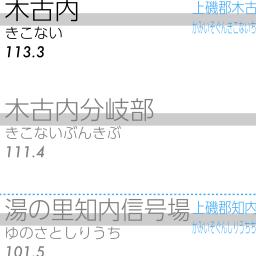 木古内
上磯郡木古
きこない
かみいそぐんきこないち
113.3
木古内分岐部
きこないぶんきぶ
111.4
湯の里知内信号場
上磯郡知内
ゆのさとしりうち
かみいそぐんしりうちち
101.5